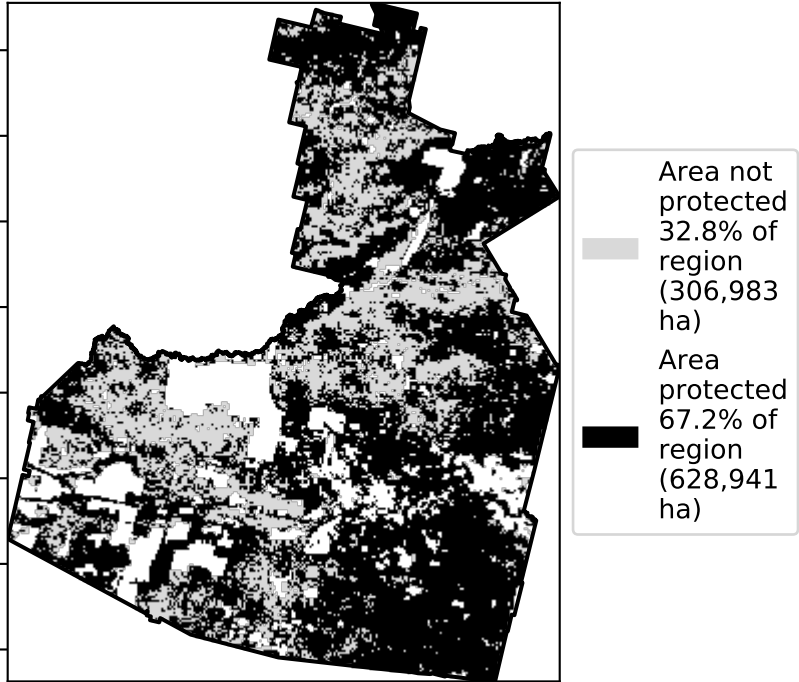 Area not
protected
32.8% of
region
(306,983
ha)
Area
protected
67.2% of
region
(628,941
ha)